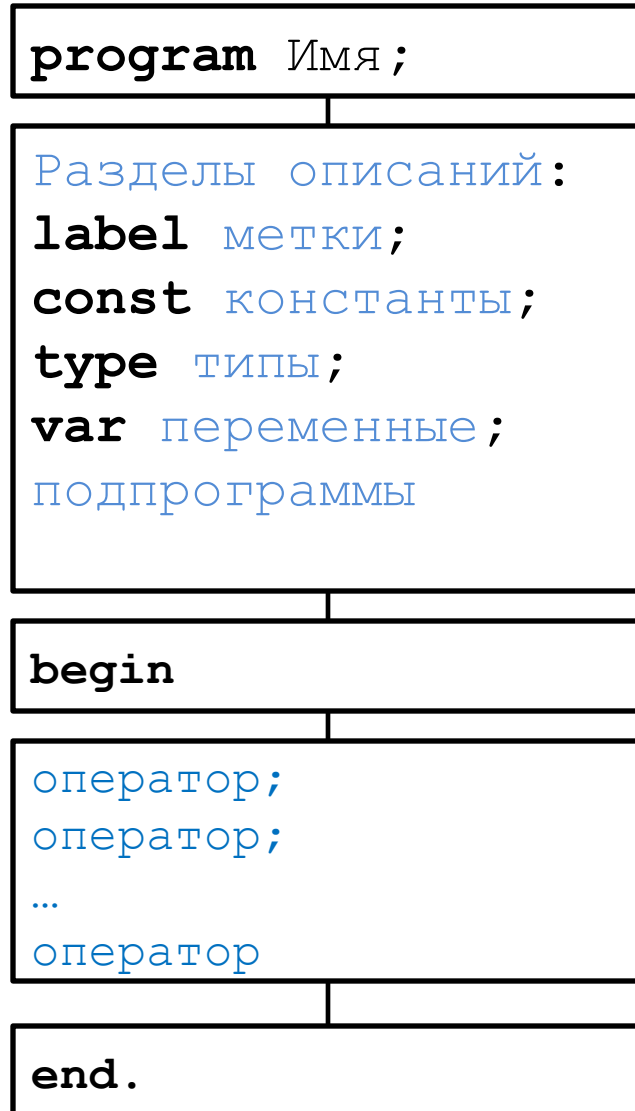 program Имя;
Разделы описаний:
label метки;
const константы;
type типы;
var переменные;
подпрограммы
begin
оператор;
оператор;
…
оператор
end.